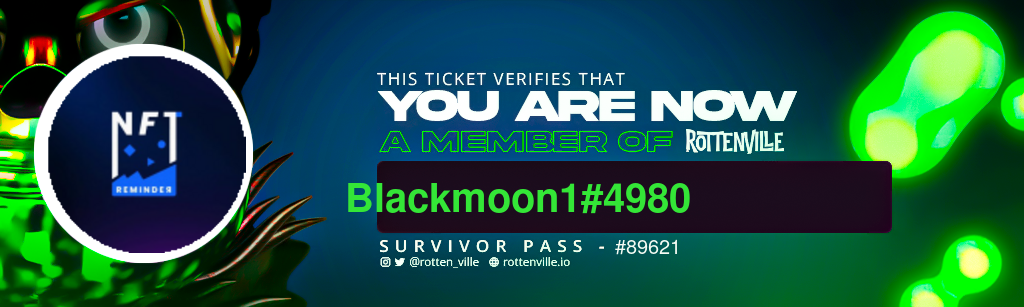 NFT
REMINDER
THIS TICKET VERIFIES THAT
YOU ARE NOW
A MEMBER OF ROTTENVILLE
Blackmoon1#4980
SURVIVOR PASS - #89621
@rotten_ville rottenville.io